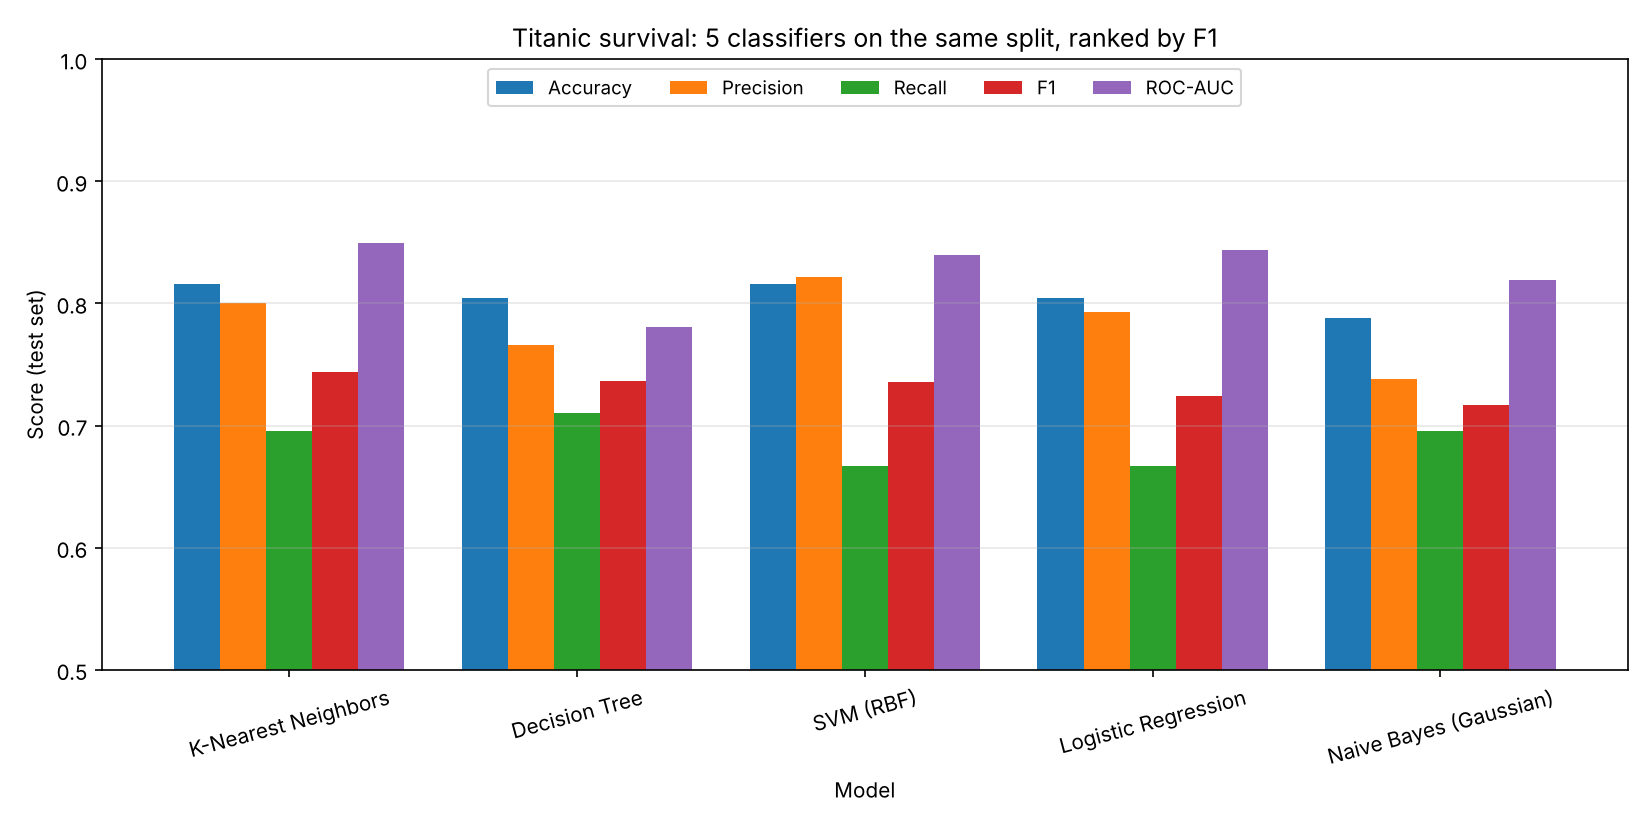 Titanic survival: 5 classifiers on the same split, ranked by F1
Accuracy Precision Recall F1 ROC-AUC
1.0
0.9
0.8
0.7
0.6
0.5
Score (test set)
K-Nearest Neighbors
Decision Tree
SVM (RBF)
Logistic Regression
Naive Bayes (Gaussian)
Model